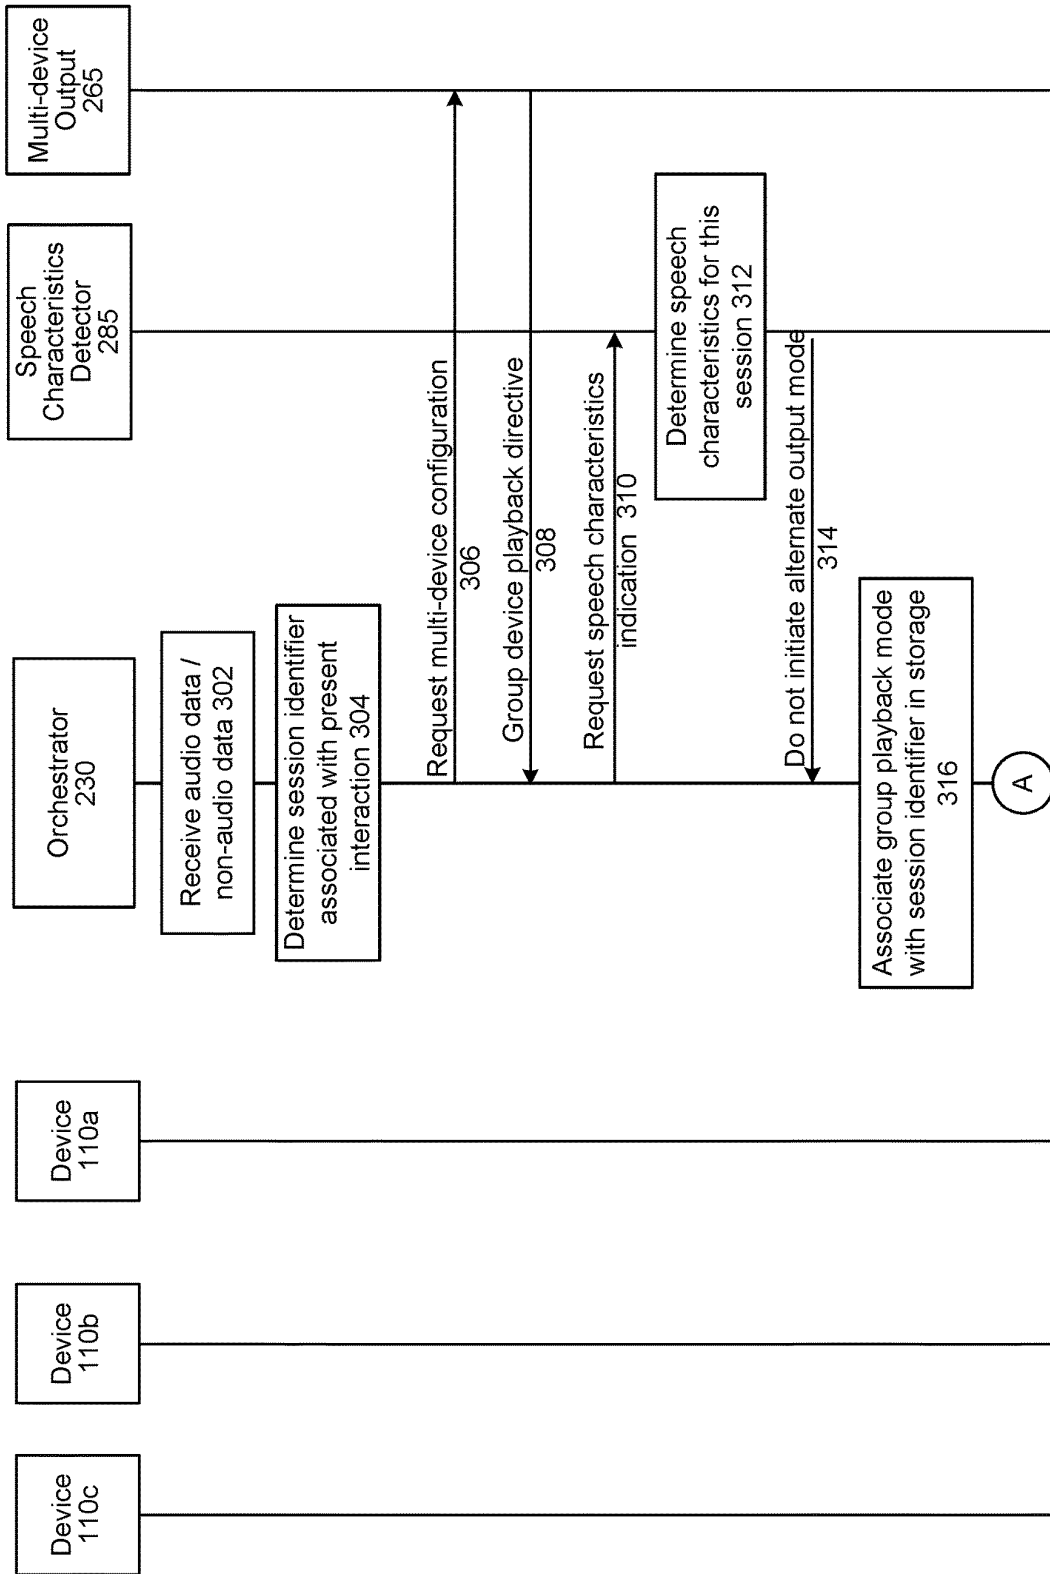 Device
110c
Device
110b
Device
110a
Orchestrator
230
Speech
Characteristics
Detector
285
Multi-device
Output
265
Receive audio data /
non-audio data 302
Determine session identifier
associated with present
interaction 304
Request multi-device configuration
306
Group device playback directive
308
Request speech characteristics
indication 310
Determine speech
characteristics for this
session 312
Do not initiate alternate output mode
314
Associate group playback mode
with session identifier in storage
316
A